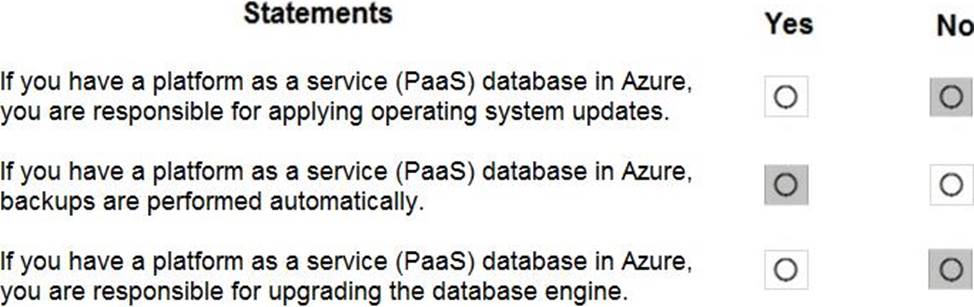 Statements Yes No
If you have a platform as a service (PaaS) database in Azure,
you are responsible for applying operating system updates.
If you have a platform as a service (PaaS) database in Azure,
backups are performed automatically.
If you have a platform as a service (PaaS) database in Azure,
you are responsible for upgrading the database engine.